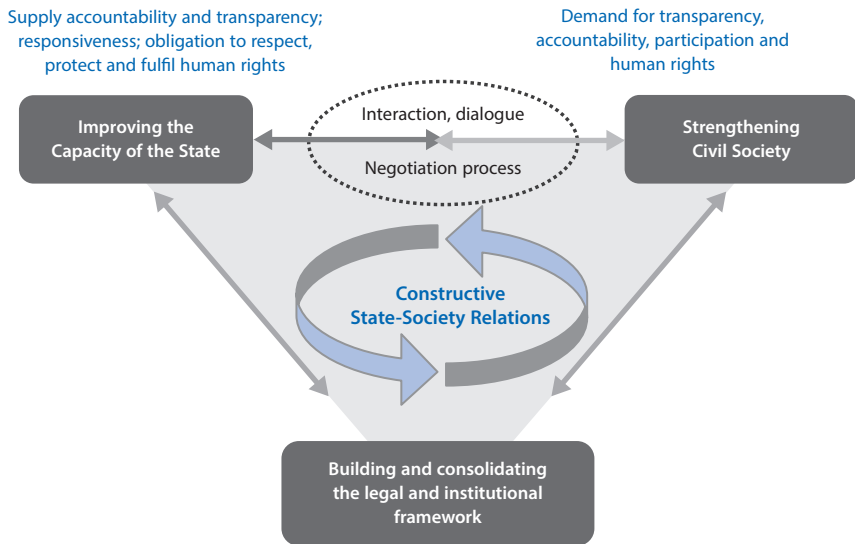 Supply accountability and transparency;
responsiveness; obligation to respect,
protect and fulfil human rights
Demand for transparency,
accountability, participation and
human rights
Improving the
Capacity of the State
Interaction, dialogue
Negotiation process
Strengthening
Civil Society
Constructive
State-Society Relations
Building and consolidating
the legal and institutional
framework